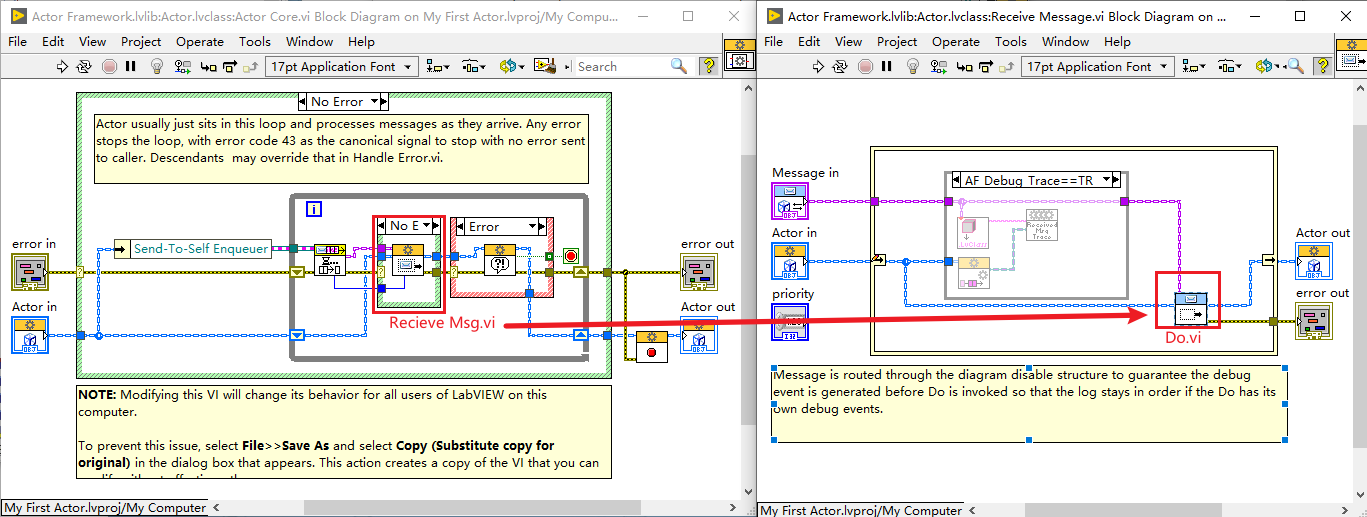 Actor Framework.lvlib:Actor.lvclass:Actor Core.vi Block Diagram on My First Actor.lvproj/My Compu...
File Edit View Project Operate Tools Window Help
17pt Application Font
Search
No Error
Actor usually just sits in this loop and processes messages as they arrive. Any error
stops the loop, with error code 43 as the canonical signal to stop with no error sent
to caller. Descendants may override that in Handle Error.vi.
i
No E
Error
error in
Send-To-Self Enqueuer
error out
Actor in
OBJ
Recieve Msg.vi
Actor out
OBJ
NOTE: Modifying this VI will change its behavior for all users of LabVIEW on this
computer.
To prevent this issue, select File>>Save As and select Copy (Substitute copy for
original) in the dialog box that appears. This action creates a copy of the VI that you can
My First Actor.lvproj/My Computer
Actor Framework.lvlib:Actor.lvclass:Receive Message.vi Block Diagram on ...
File Edit View Project Operate Tools Window Help
17pt Application Font
Message in
OBJ
AF Debug Trace==TR
Received
Msg
Trace
LvClass
Actor in
OBJ
Actor out
OBJ
priority
I32
error out
Do.vi
Message is routed through the diagram disable structure to guarantee the debug
event is generated before Do is invoked so that the log stays in order if the Do has its
own debug events.
My First Actor.lvproj/My Computer